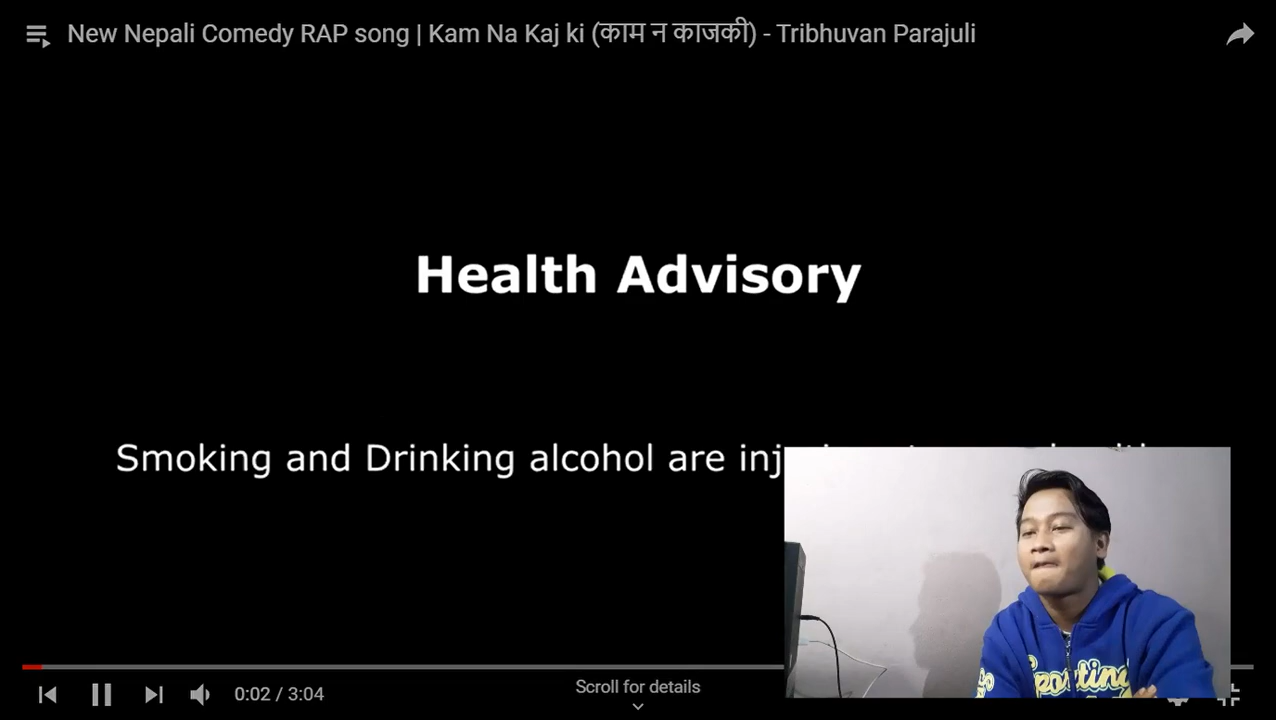 New Nepali Comedy RAP song | Kam Na Kaj ki (काम न काजकी) - Tribhuvan Parajuli
Health Advisory
Smoking and Drinking alcohol are
Scroll for details
0:02 / 3:04